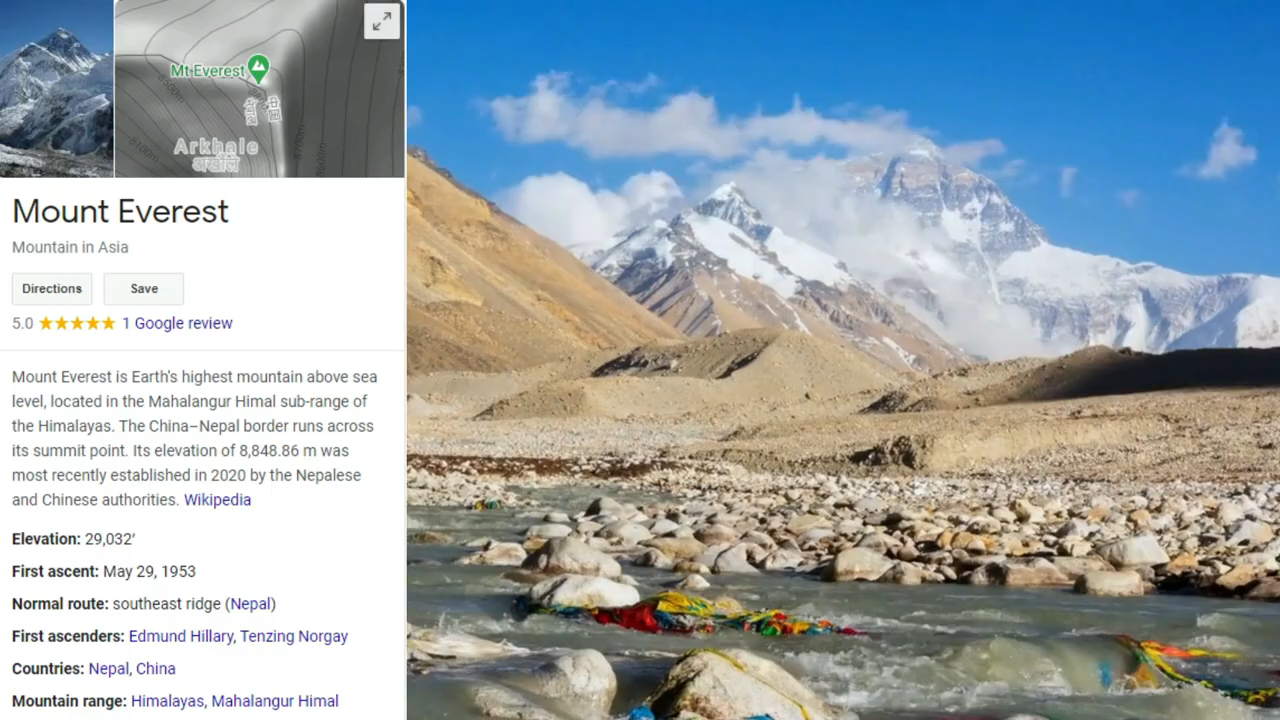 Mt Everest
8500m
8100m
8700m
8600m
Arkhale
अर्खाले
Mount Everest
Mountain in Asia
Directions
Save
5.0 ★★★★★ 1 Google review
Mount Everest is Earth's highest mountain above sea
level, located in the Mahalangur Himal sub-range of
the Himalayas. The China–Nepal border runs across
its summit point. Its elevation of 8,848.86 m was
most recently established in 2020 by the Nepalese
and Chinese authorities. Wikipedia
Elevation: 29,032′
First ascent: May 29, 1953
Normal route: southeast ridge (Nepal)
First ascenders: Edmund Hillary, Tenzing Norgay
Countries: Nepal, China
Mountain range: Himalayas, Mahalangur Himal